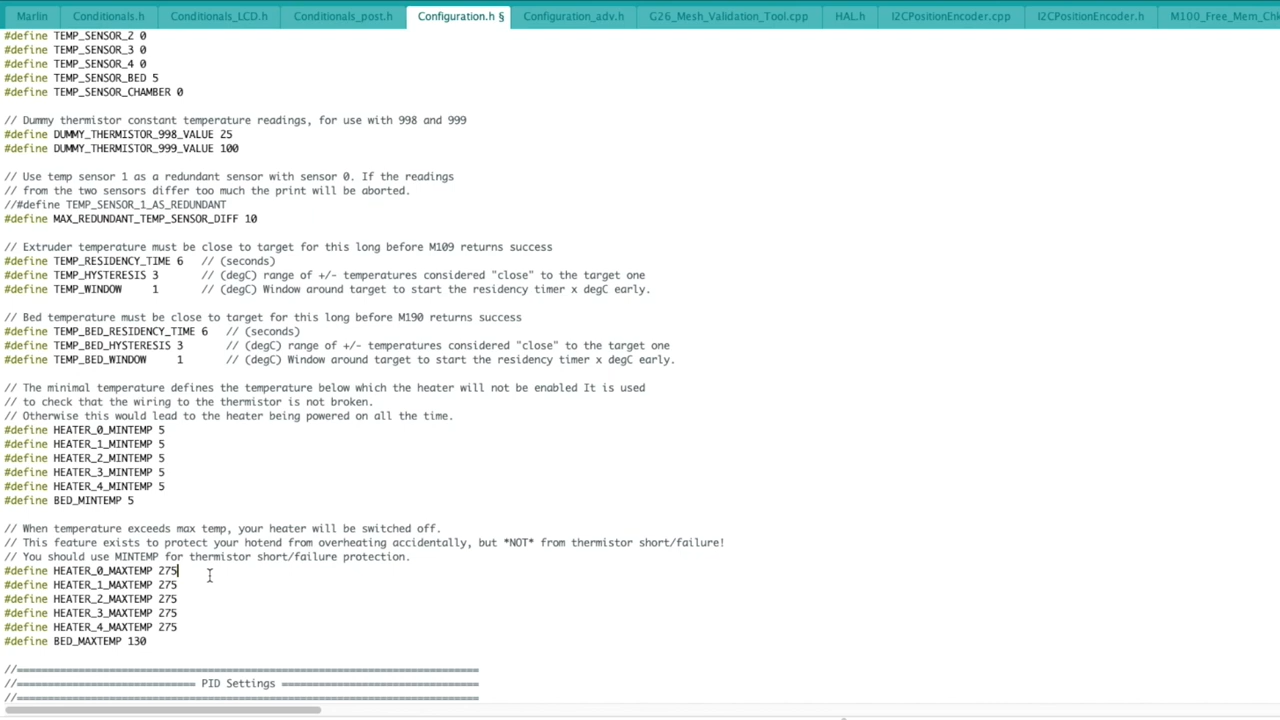 Marlin Conditionals.h Conditionals_LCD.h Conditionals_post.h Configuration.h § Configuration_adv.h G26_Mesh_Validation_Tool.cpp HAL.h I2CPositionEncoder.cpp I2CPositionEncoder.h M100_Free_Mem_Chk
#define TEMP_SENSOR_2 0
#define TEMP_SENSOR_3 0
#define TEMP_SENSOR_4 0
#define TEMP_SENSOR_BED 5
#define TEMP_SENSOR_CHAMBER 0
// Dummy thermistor constant temperature readings, for use with 998 and 999
#define DUMMY_THERMISTOR_998_VALUE 25
#define DUMMY_THERMISTOR_999_VALUE 100
// Use temp sensor 1 as a redundant sensor with sensor 0. If the readings
// from the two sensors differ too much the print will be aborted.
//#define TEMP_SENSOR_1_AS_REDUNDANT
#define MAX_REDUNDANT_TEMP_SENSOR_DIFF 10
// Extruder temperature must be close to target for this long before M109 returns success
#define TEMP_RESIDENCY_TIME 6 // (seconds)
#define TEMP_HYSTERESIS 3 // (degC) range of +/- temperatures considered "close" to the target one
#define TEMP_WINDOW 1 // (degC) Window around target to start the residency timer x degC early.
// Bed temperature must be close to target for this long before M190 returns success
#define TEMP_BED_RESIDENCY_TIME 6 // (seconds)
#define TEMP_BED_HYSTERESIS 3 // (degC) range of +/- temperatures considered "close" to the target one
#define TEMP_BED_WINDOW 1 // (degC) Window around target to start the residency timer x degC early.
// The minimal temperature defines the temperature below which the heater will not be enabled It is used
// to check that the wiring to the thermistor is not broken.
// Otherwise this would lead to the heater being powered on all the time.
#define HEATER_0_MINTEMP 5
#define HEATER_1_MINTEMP 5
#define HEATER_2_MINTEMP 5
#define HEATER_3_MINTEMP 5
#define HEATER_4_MINTEMP 5
#define BED_MINTEMP 5
// When temperature exceeds max temp, your heater will be switched off.
// This feature exists to protect your hotend from overheating accidentally, but *NOT* from thermistor short/failure!
// You should use MINTEMP for thermistor short/failure protection.
#define HEATER_0_MAXTEMP 275
#define HEATER_1_MAXTEMP 275
#define HEATER_2_MAXTEMP 275
#define HEATER_3_MAXTEMP 275
#define HEATER_4_MAXTEMP 275
#define BED_MAXTEMP 130
//===========================================================================
//============================= PID Settings ================================
//===========================================================================